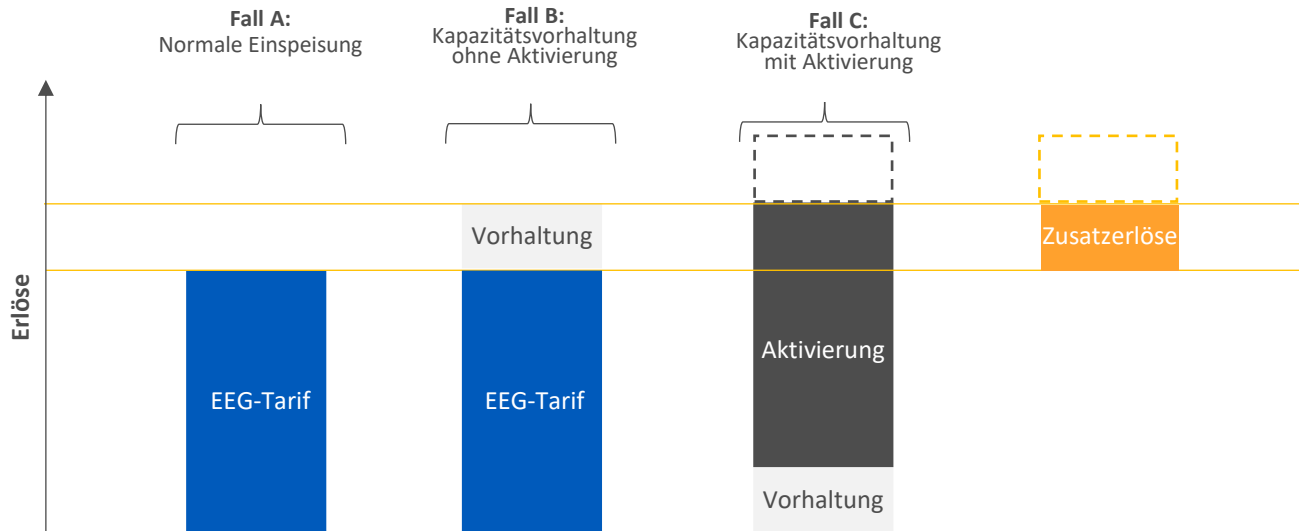 Fall A:
Normale Einspeisung
Fall B:
Kapazitätsvorhaltung
ohne Aktivierung
Fall C:
Kapazitätsvorhaltung
mit Aktivierung
Erlöse
EEG-Tarif
Vorhaltung
EEG-Tarif
Aktivierung
Vorhaltung
Zusatzerlöse